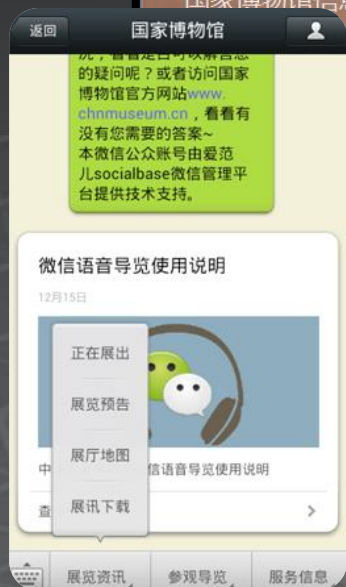 国家博物馆信息
返回 国家博物馆
况，看看是否可以解答您
的疑问呢？或者访问国家
博物馆官方网站www.
chnmuseum.cn，看看有
没有您需要的答案~
本微信公众账号由爱范
儿socialbase微信管理平
台提供技术支持。
微信语音导览使用说明
12月15日
正在展出
展览预告
展厅地图
展讯下载
中
信语音导览使用说明
查
展览资讯 参观导览 服务信息